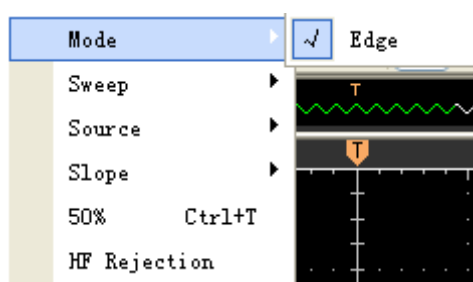 Mode
Edge
Sweep
T
Source
T
Slope
50% Ctrl+T
HF Rejection